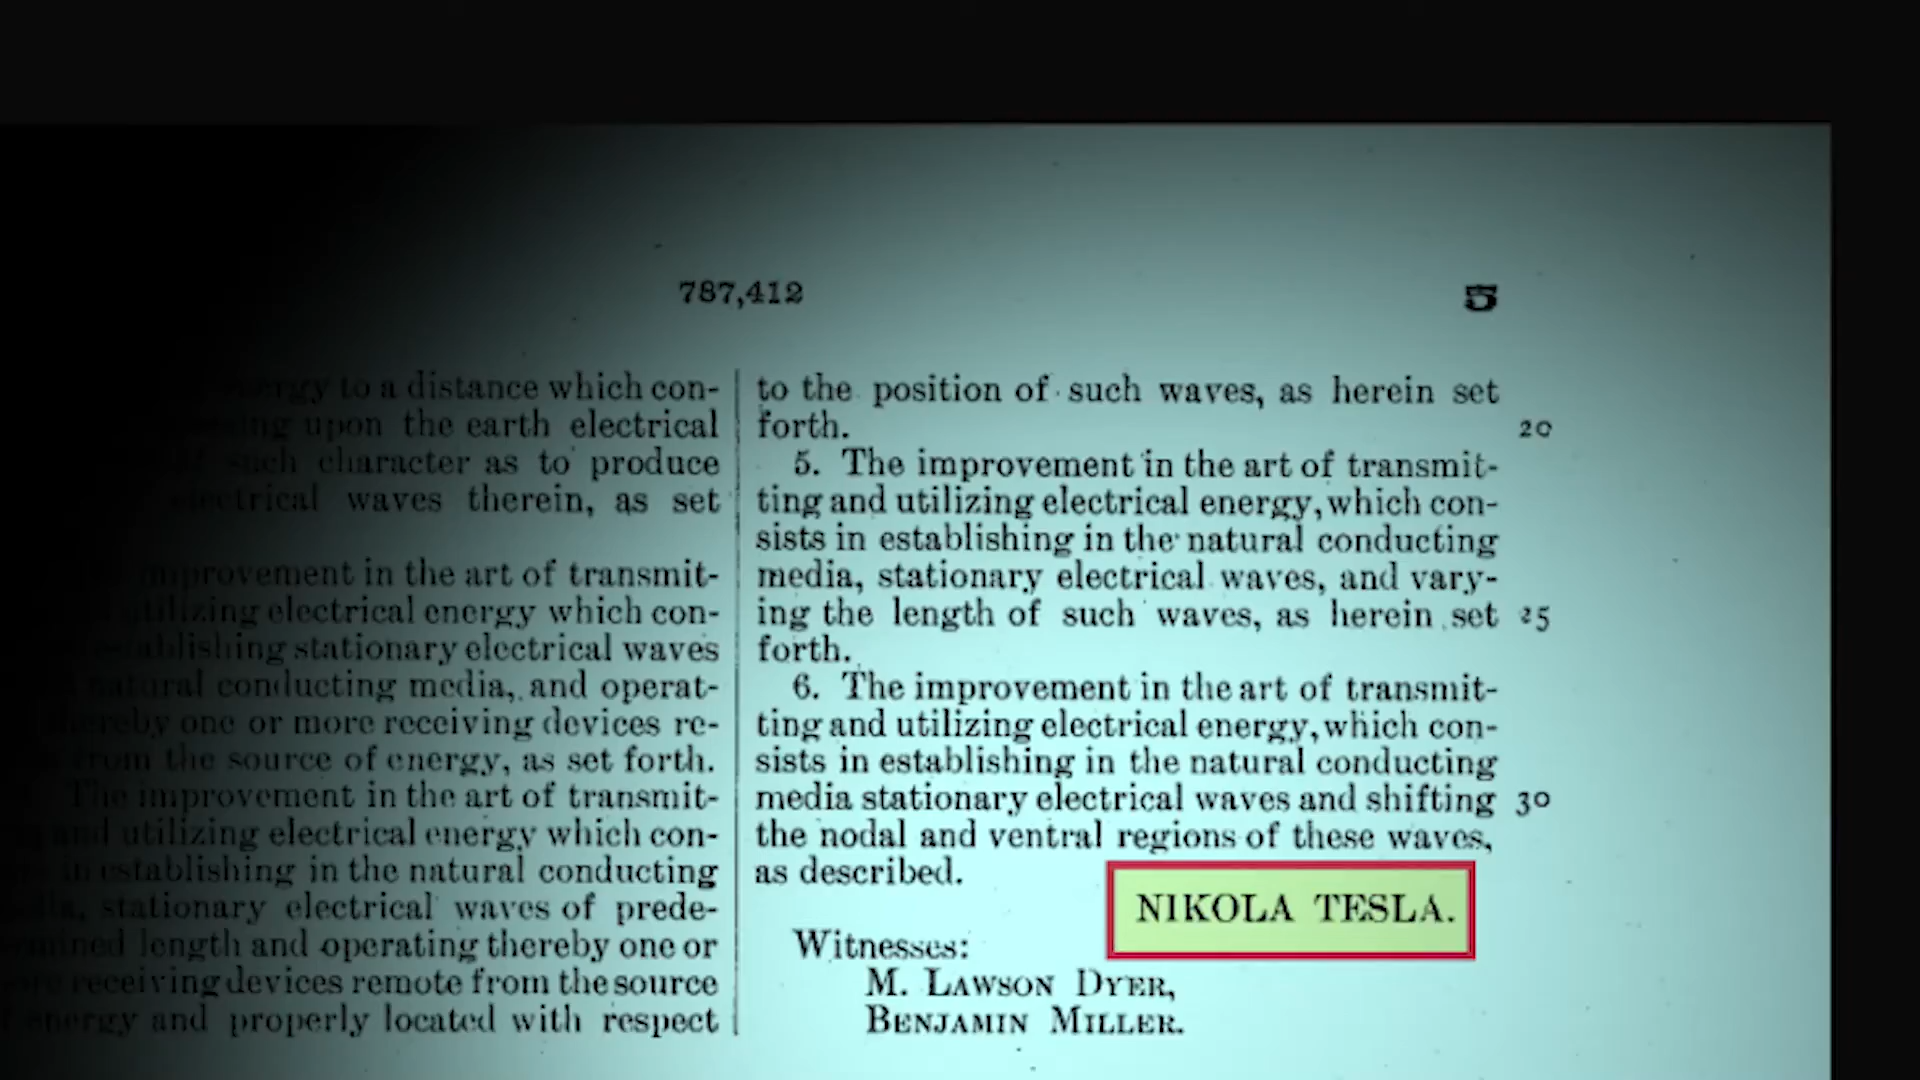 787,412 5
energy to a distance which con-
upon the earth electrical
such character as to produce
electrical waves therein, as set
improvement in the art of transmit-
utilizing electrical energy which con-
establishing stationary electrical waves
natural conducting media, and operat-
thereby one or more receiving devices re-
from the source of energy, as set forth.
The improvement in the art of transmit-
and utilizing electrical energy which con-
in establishing in the natural conducting
stationary electrical waves of prede-
length and operating thereby one or
receiving devices remote from the source
energy and properly located with respect
to the position of such waves, as herein set
forth. 20
5. The improvement in the art of transmit-
ting and utilizing electrical energy, which con-
sists in establishing in the natural conducting
media, stationary electrical waves, and vary-
ing the length of such waves, as herein set 25
forth.
6. The improvement in the art of transmit-
ting and utilizing electrical energy, which con-
sists in establishing in the natural conducting
media stationary electrical waves and shifting 30
the nodal and ventral regions of these waves,
as described.
NIKOLA TESLA.
Witnesses:
M. LAWSON DYER,
BENJAMIN MILLER.